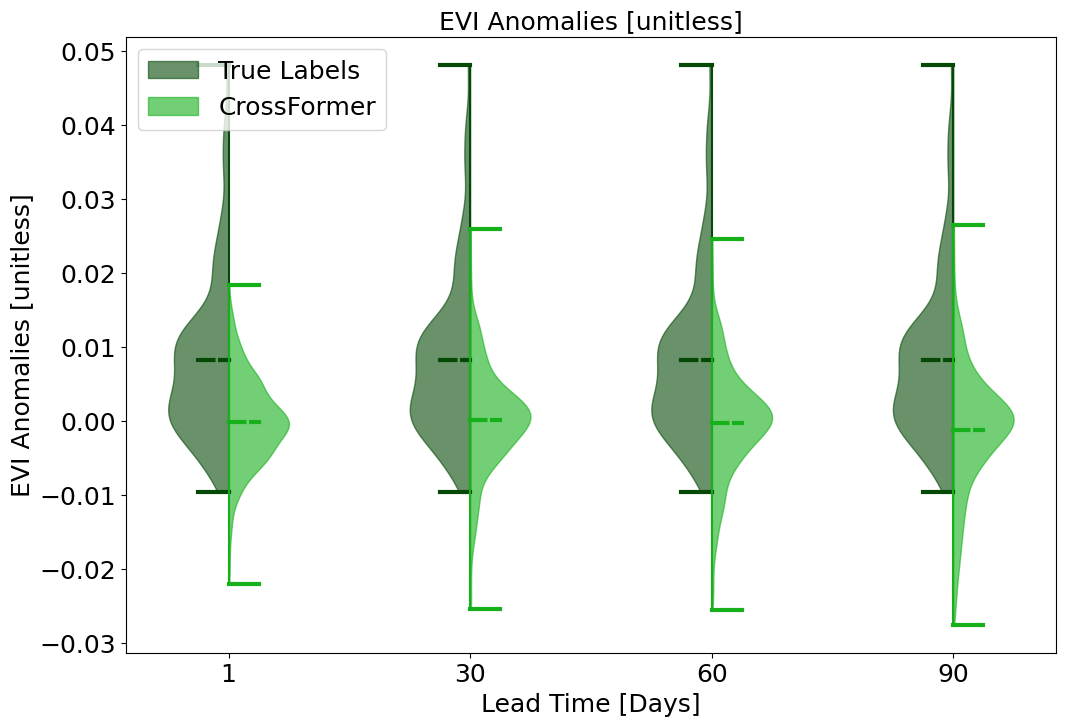 EVI Anomalies [unitless]
True Labels
CrossFormer
EVI Anomalies [unitless]
0.05
0.04
0.03
0.02
0.01
0.00
−0.01
−0.02
−0.03
1 30 60 90
Lead Time [Days]